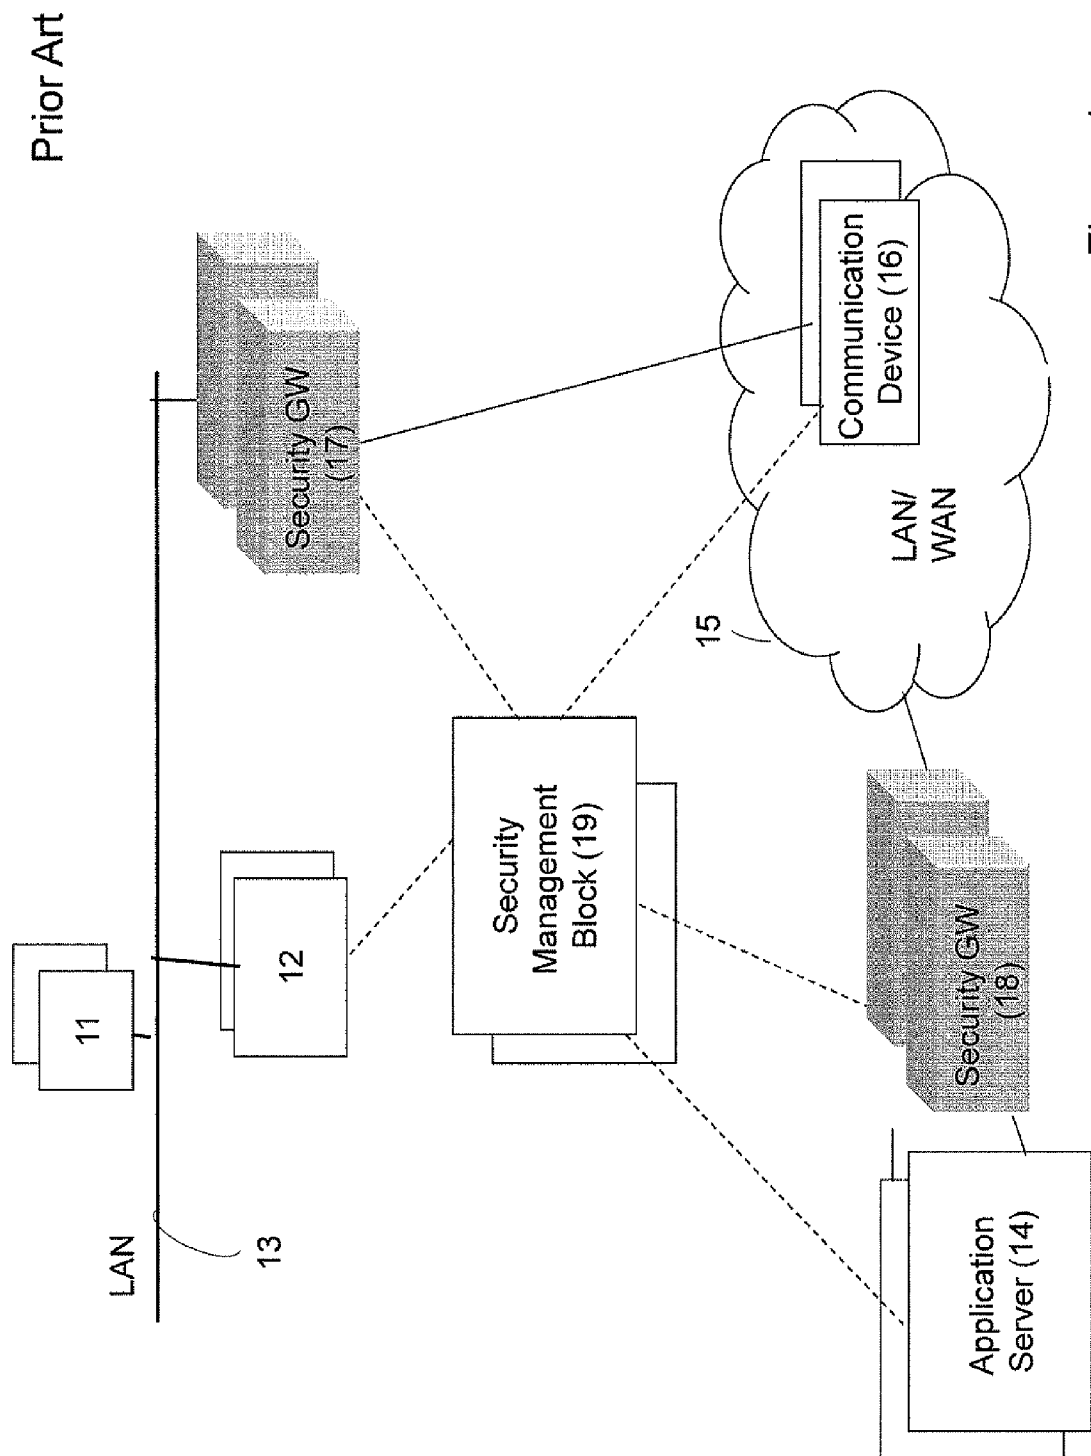 Prior Art
LAN
13
11
12
Security GW
(17)
Security
Management
Block (19)
15
LAN/
WAN
Communication
Device (16)
Security GW
(18)
Application
Server (14)